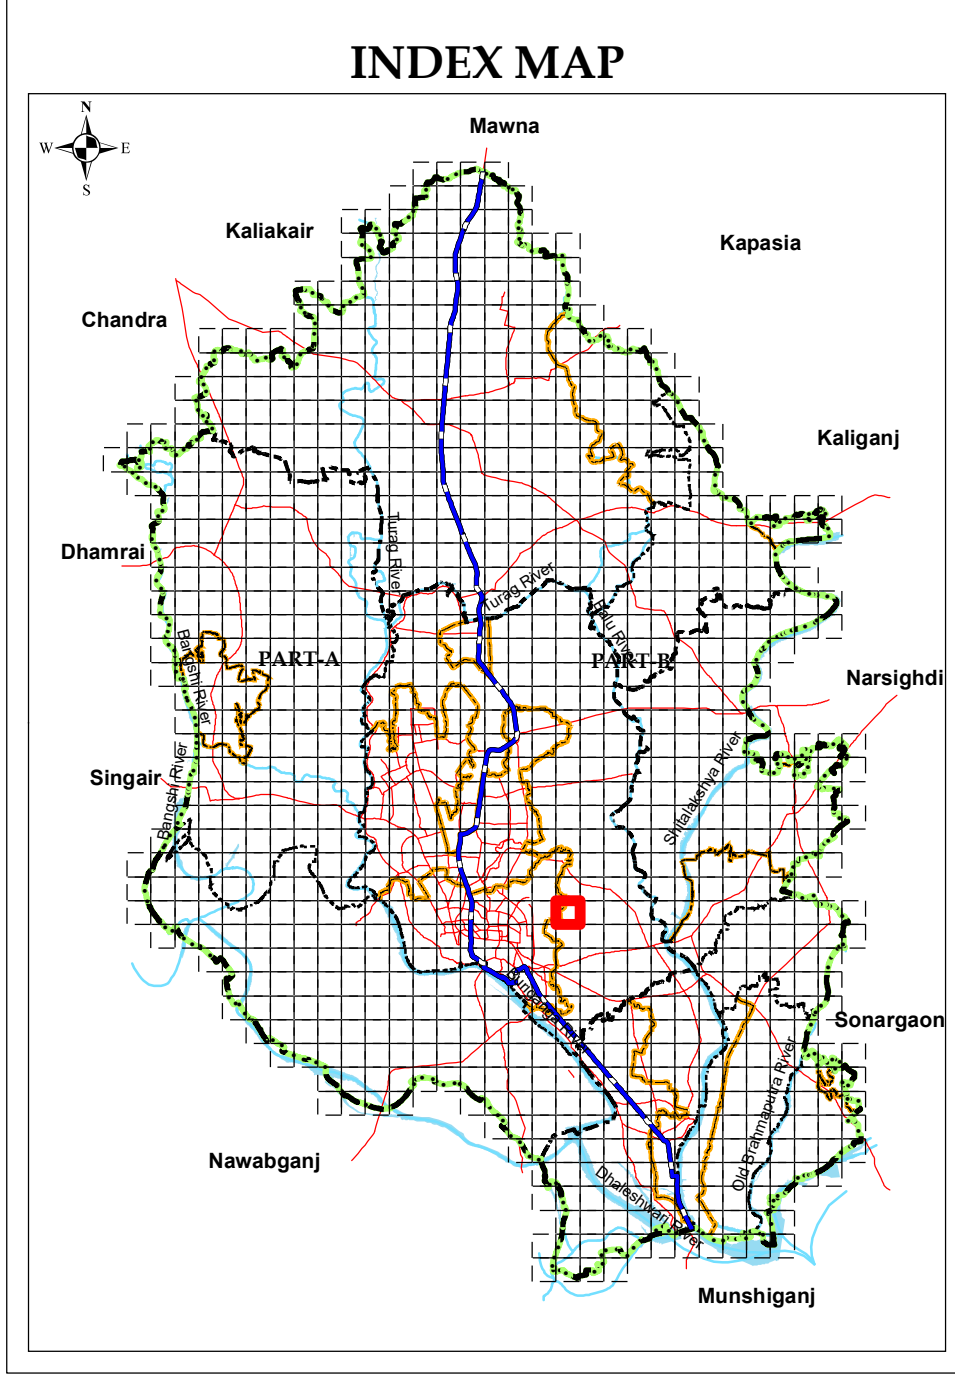 INDEX MAP
N
W E
S
Mawna
Kaliakair
Kapasia
Chandra
Kaliganj
Dhamrai
Turag River
Turag River
Balu River
Bangshi River
PART-A
PART-B
Narsighdi
Shitalakshya River
Singair
Bangshi River
Buriganga River
Sonargaon
Old Brahmaputra River
Nawabganj
Dhaleshwari River
Munshiganj